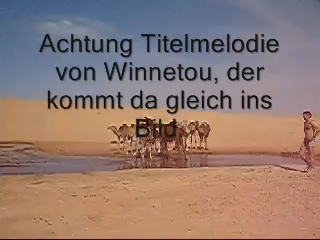 Achtung Titelmelodie
von Winnetou, der
kommt da gleich ins
Bild.